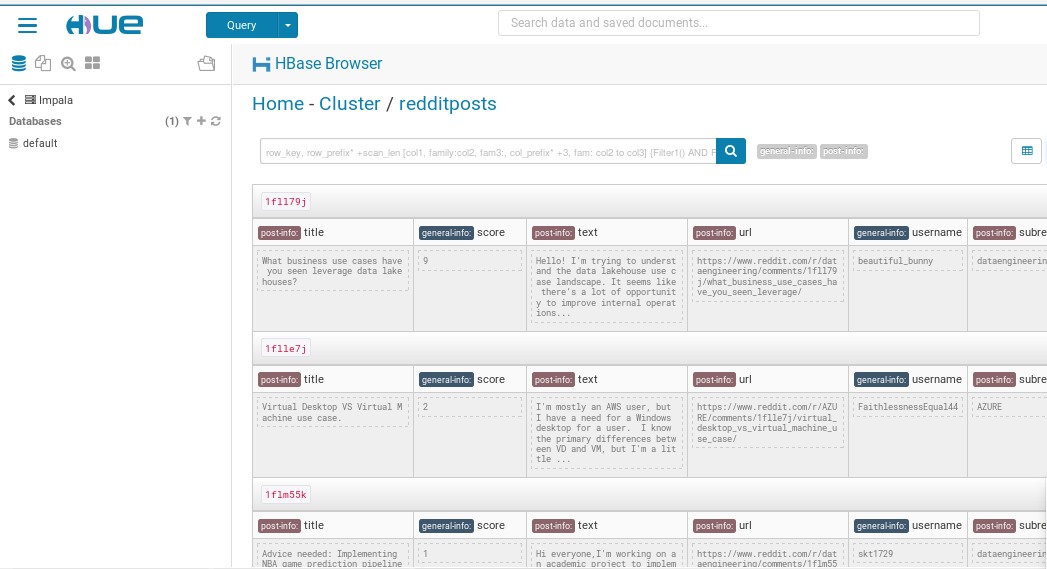 HUE
Query
Search data and saved documents...
HBase Browser
Impala
Databases (1)
default
Home - Cluster / redditposts
row_key, row_prefix* +scan_len [col1, family:col2, fam3:, col_prefix* +3, fam: col2 to col3] {Filter1() AND F
general-info: post-info:
1fll79j
post-info: title general-info: score post-info: text post-info: url general-info: username post-info: subre
What business use cases have
you seen leverage data lake
houses?
9
Hello! I'm trying to underst
and the data lakehouse use c
ase landscape. It seems like
there's a lot of opportunit
y to improve internal operat
ions...
https://www.reddit.com/r/dat
aengineering/comments/1fll79
j/what_business_use_cases_ha
ve_you_seen_leverage/
beautiful_bunny
dataengineerin
1flle7j
post-info: title general-info: score post-info: text post-info: url general-info: username post-info: subre
Virtual Desktop VS Virtual M
achine use case.
2
I'm mostly an AWS user, but
I have a need for a Windows
desktop for a user.  I know
the primary differences betw
een VD and VM, but I'm a lit
tle ...
https://www.reddit.com/r/AZU
RE/comments/1flle7j/virtual_
desktop_vs_virtual_machine_u
se_case/
FaithlessnessEqual44
AZURE
1flm55k
post-info: title general-info: score post-info: text post-info: url general-info: username post-info: subre
Advice needed: Implementing
NBA game prediction pipeline
1
Hi everyone,I'm working on a
n academic project to implem
https://www.reddit.com/r/dat
aengineering/comments/1flm55
skt1729
dataengineerin